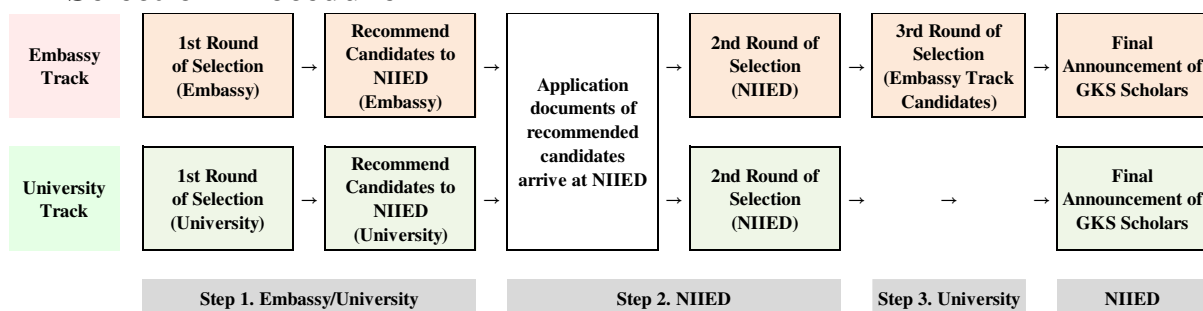 Embassy
Track
1st Round
of Selection
(Embassy)
→
Recommend
Candidates to
NIIED
(Embassy)
→
Application
documents of
recommended
candidates
arrive at NIIED
→
2nd Round of
Selection
(NIIED)
→
3rd Round of
Selection
(Embassy Track
Candidates)
→
Final
Announcement of
GKS Scholars
University
Track
1st Round
of Selection
(University)
→
Recommend
Candidates to
NIIED
(University)
→
→
2nd Round of
Selection
(NIIED)
→
→
→
Final
Announcement of
GKS Scholars
Step 1. Embassy/University
Step 2. NIIED
Step 3. University
NIIED